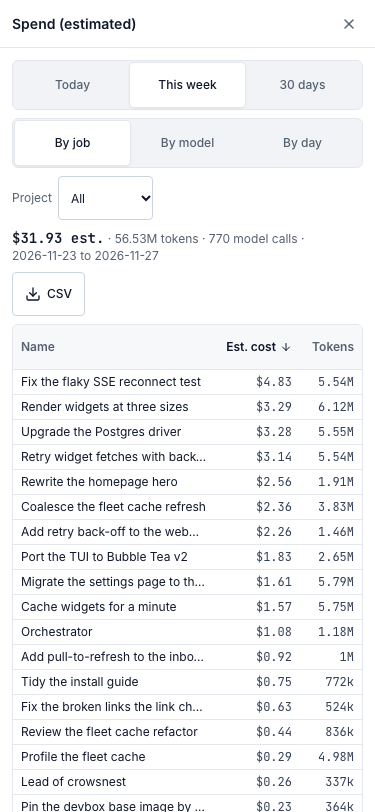 Spend (estimated)
Today
This week
30 days
By job
By model
By day
Project
All
$31.93 est. · 56.53M tokens · 770 model calls ·
2026-11-23 to 2026-11-27
CSV
Name Est. cost ↓ Tokens
Fix the flaky SSE reconnect test $4.83 5.54M
Render widgets at three sizes $3.29 6.12M
Upgrade the Postgres driver $3.28 5.55M
Retry widget fetches with back... $3.14 5.54M
Rewrite the homepage hero $2.56 1.91M
Coalesce the fleet cache refresh $2.36 3.83M
Add retry back-off to the web... $2.26 1.46M
Port the TUI to Bubble Tea v2 $1.83 2.65M
Migrate the settings page to th... $1.61 5.79M
Cache widgets for a minute $1.57 5.75M
Orchestrator $1.08 1.18M
Add pull-to-refresh to the inbo... $0.92 1M
Tidy the install guide $0.75 772k
Fix the broken links the link ch... $0.63 524k
Review the fleet cache refactor $0.44 836k
Profile the fleet cache $0.29 4.98M
Lead of crowsnest $0.26 337k
Pin the devbox base image by ... $0.23 364k